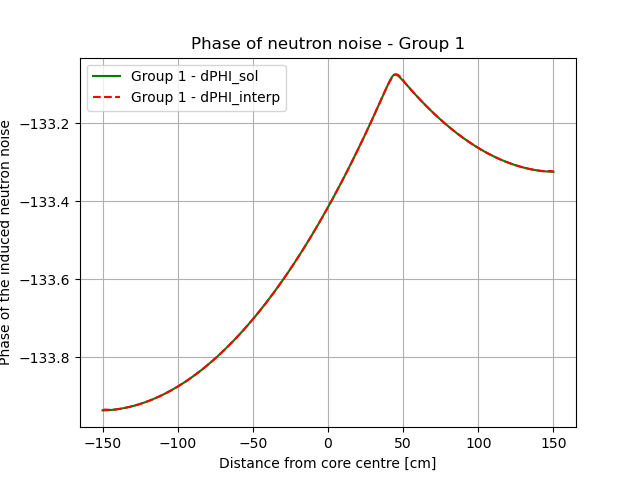 Phase of neutron noise - Group 1
Group 1 - dPHI_sol
Group 1 - dPHI_interp
Phase of the induced neutron noise
−133.2
−133.4
−133.6
−133.8
−150
−100
−50
0
50
100
150
Distance from core centre [cm]